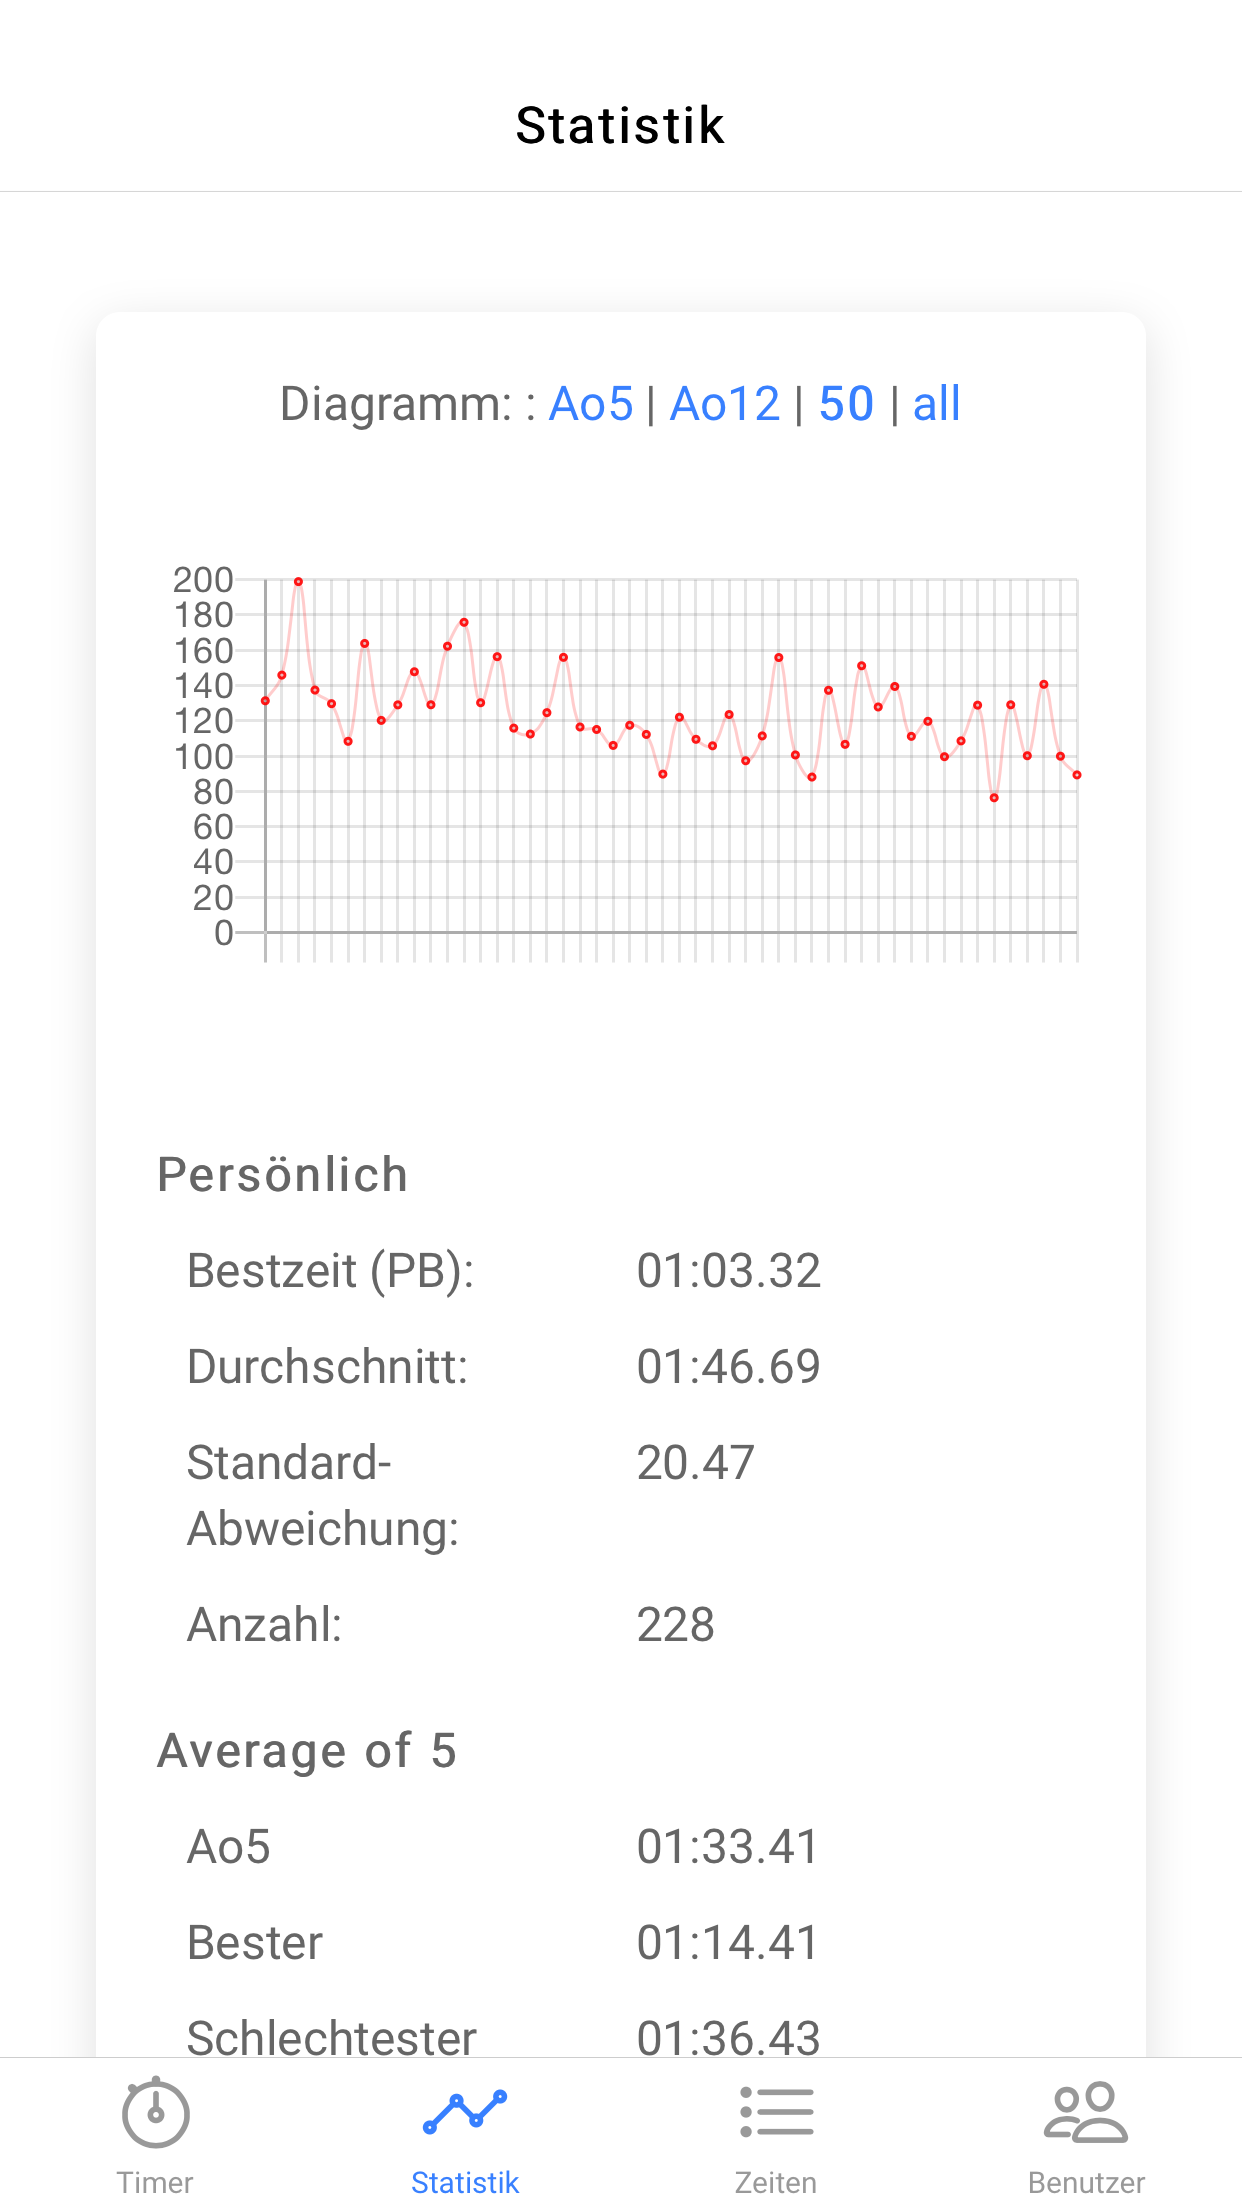 Statistik
Diagramm: : Ao5 | Ao12 | 50 | all
200
180
160
140
120
100
80
60
40
20
0
Persönlich
Bestzeit (PB): 01:03.32
Durchschnitt: 01:46.69
Standard- 20.47
Abweichung:
Anzahl: 228
Average of 5
Ao5 01:33.41
Bester 01:14.41
Schlechtester 01:36.43
Timer Statistik Zeiten Benutzer